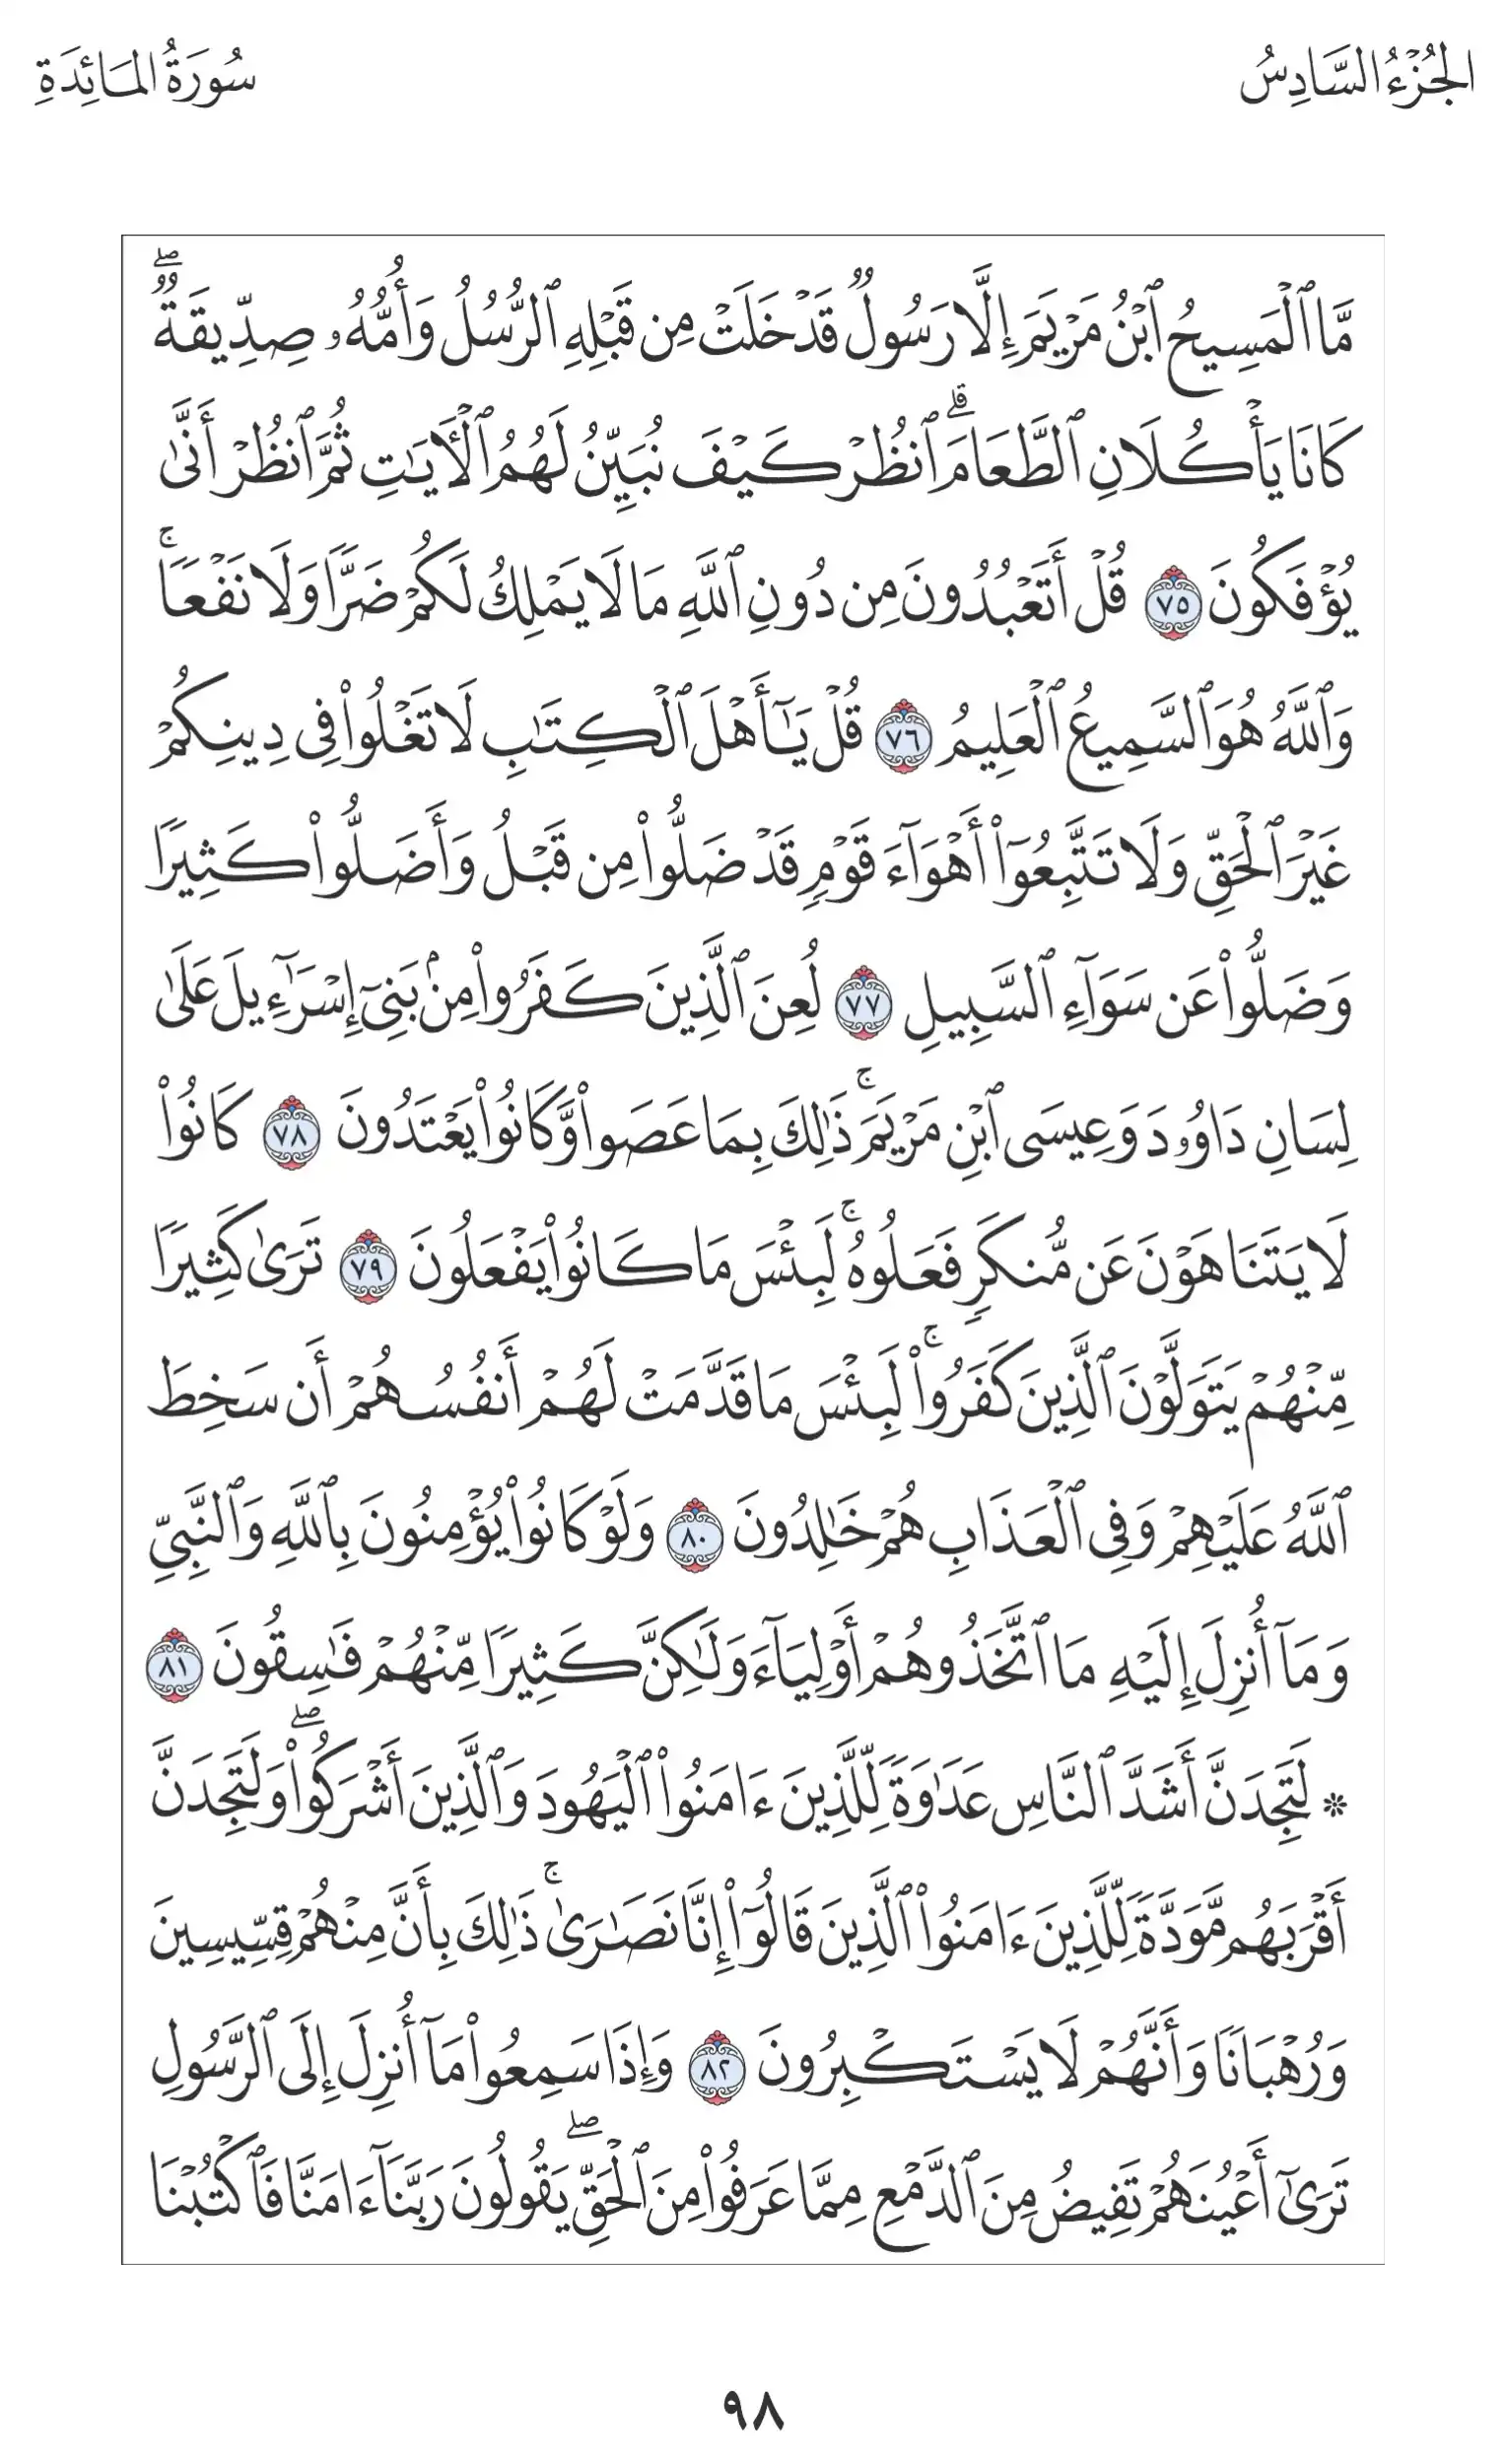 الجُزْءُ السَّادِسُ
سُورَةُ المَائِدَةِ
مَّا ٱلْمَسِيحُ ٱبْنُ مَرْيَمَ إِلَّا رَسُولٌ قَدْ خَلَتْ مِن قَبْلِهِ ٱلرُّسُلُ وَأُمُّهُۥ صِدِّيقَةٌۖ
كَانَا يَأْكُلَانِ ٱلطَّعَامَۗ ٱنظُرْ كَيْفَ نُبَيِّنُ لَهُمُ ٱلْأَيَٰتِ ثُمَّ ٱنظُرْ أَنَّىٰ
يُؤْفَكُونَ ٧٥ قُلْ أَتَعْبُدُونَ مِن دُونِ ٱللَّهِ مَا لَا يَمْلِكُ لَكُمْ ضَرًّا وَلَا نَفْعًاۚ
وَٱللَّهُ هُوَ ٱلسَّمِيعُ ٱلْعَلِيمُ ٧٦ قُلْ يَٰٓأَهْلَ ٱلْكِتَٰبِ لَا تَغْلُوا۟ فِى دِينِكُمْ
غَيْرَ ٱلْحَقِّ وَلَا تَتَّبِعُوٓا۟ أَهْوَآءَ قَوْمٍ قَدْ ضَلُّوا۟ مِن قَبْلُ وَأَضَلُّوا۟ كَثِيرًا
وَضَلُّوا۟ عَن سَوَآءِ ٱلسَّبِيلِ ٧٧ لُعِنَ ٱلَّذِينَ كَفَرُوا۟ مِنۢ بَنِىٓ إِسْرَٰٓءِيلَ عَلَىٰ
لِسَانِ دَاوُۥدَ وَعِيسَى ٱبْنِ مَرْيَمَۚ ذَٰلِكَ بِمَا عَصَوا۟ وَّكَانُوا۟ يَعْتَدُونَ ٧٨ كَانُوا۟
لَا يَتَنَاهَوْنَ عَن مُّنكَرٍ فَعَلُوهُۚ لَبِئْسَ مَا كَانُوا۟ يَفْعَلُونَ ٧٩ تَرَىٰ كَثِيرًا
مِّنْهُمْ يَتَوَلَّوْنَ ٱلَّذِينَ كَفَرُوا۟ۚ لَبِئْسَ مَا قَدَّمَتْ لَهُمْ أَنفُسُهُمْ أَن سَخِطَ
ٱللَّهُ عَلَيْهِمْ وَفِى ٱلْعَذَابِ هُمْ خَٰلِدُونَ ٨٠ وَلَوْ كَانُوا۟ يُؤْمِنُونَ بِٱللَّهِ وَٱلنَّبِىِّ
وَمَآ أُنزِلَ إِلَيْهِ مَا ٱتَّخَذُوهُمْ أَوْلِيَآءَ وَلَٰكِنَّ كَثِيرًا مِّنْهُمْ فَٰسِقُونَ ٨١
* لَتَجِدَنَّ أَشَدَّ ٱلنَّاسِ عَدَٰوَةً لِّلَّذِينَ ءَامَنُوا۟ ٱلْيَهُودَ وَٱلَّذِينَ أَشْرَكُوا۟ۖ وَلَتَجِدَنَّ
أَقْرَبَهُم مَّوَدَّةً لِّلَّذِينَ ءَامَنُوا۟ ٱلَّذِينَ قَالُوٓا۟ إِنَّا نَصَٰرَىٰۚ ذَٰلِكَ بِأَنَّ مِنْهُمْ قِسِّيسِينَ
وَرُهْبَانًا وَأَنَّهُمْ لَا يَسْتَكْبِرُونَ ٨٢ وَإِذَا سَمِعُوا۟ مَآ أُنزِلَ إِلَى ٱلرَّسُولِ
تَرَىٰٓ أَعْيُنَهُمْ تَفِيضُ مِنَ ٱلدَّمْعِ مِمَّا عَرَفُوا۟ مِنَ ٱلْحَقِّۖ يَقُولُونَ رَبَّنَآ ءَامَنَّا فَٱكْتُبْنَا
٩٨